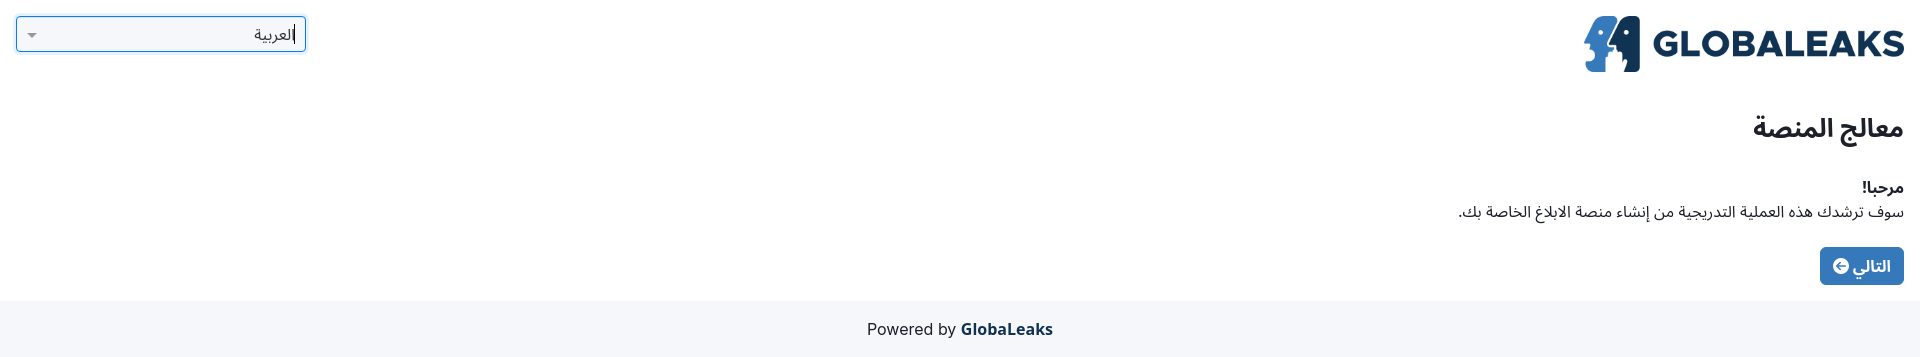 GLOBALEAKS
العربية
معالج المنصة
مرحبا!
سوف ترشدك هذه العملية التدريجية من إنشاء منصة الابلاغ الخاصة بك.
التالي
Powered by GlobaLeaks